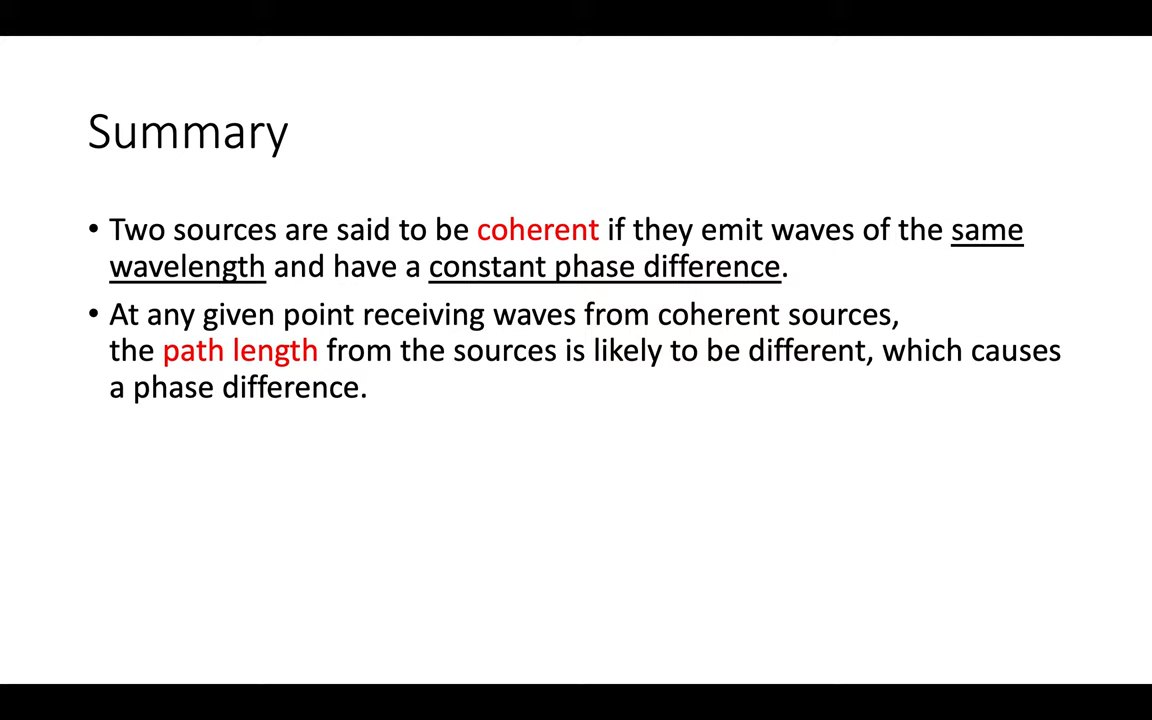 Summary
• Two sources are said to be coherent if they emit waves of the same
wavelength and have a constant phase difference.
• At any given point receiving waves from coherent sources,
the path length from the sources is likely to be different, which causes
a phase difference.